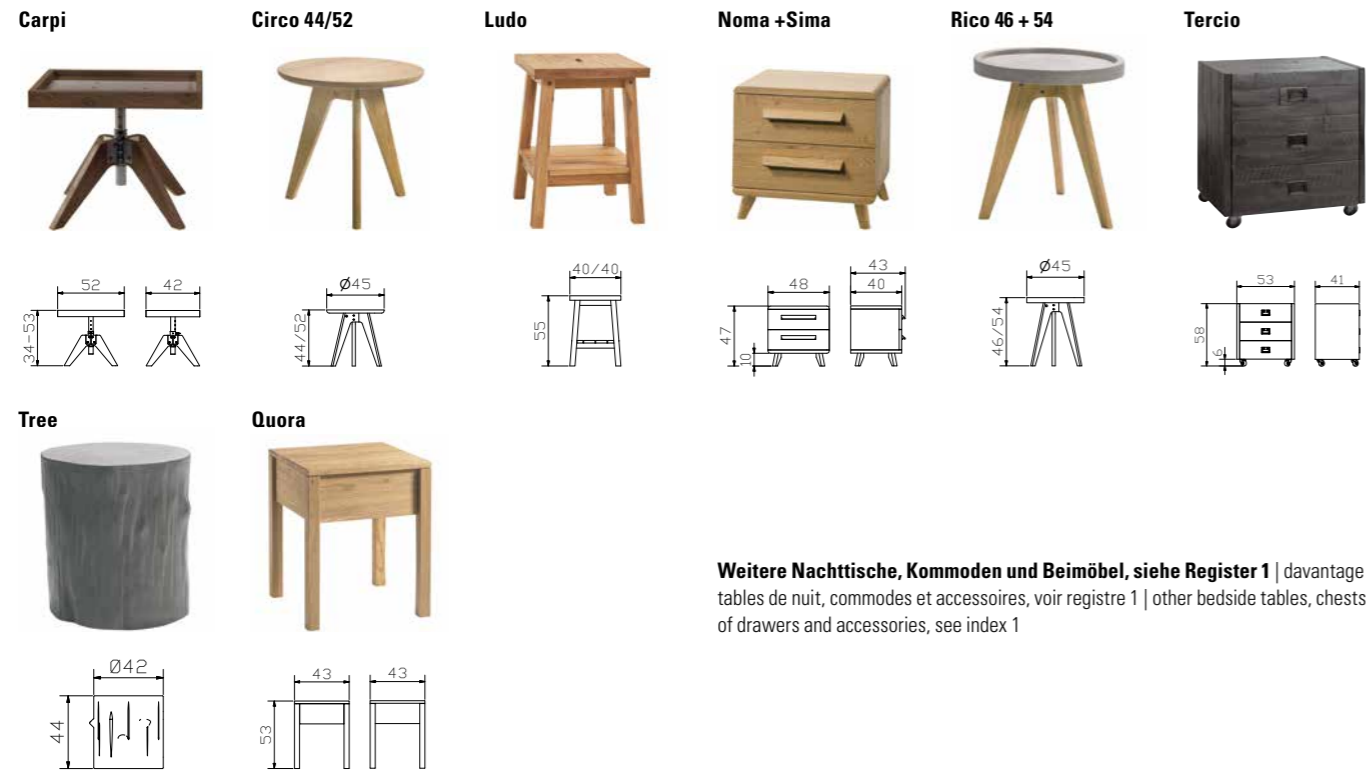 Carpi
Circo 44/52
Ludo
Noma +Sima
Rico 46 + 54
Tercio
52
42
34-53
Ø45
44/52
40/40
55
48
43
40
47
10
Ø45
46/54
53
41
58
6
Tree
Quora
Ø42
44
43
43
53
Weitere Nachttische, Kommoden und Beimöbel, siehe Register 1 | davantage
tables de nuit, commodes et accessoires, voir registre 1 | other bedside tables, chests
of drawers and accessories, see index 1